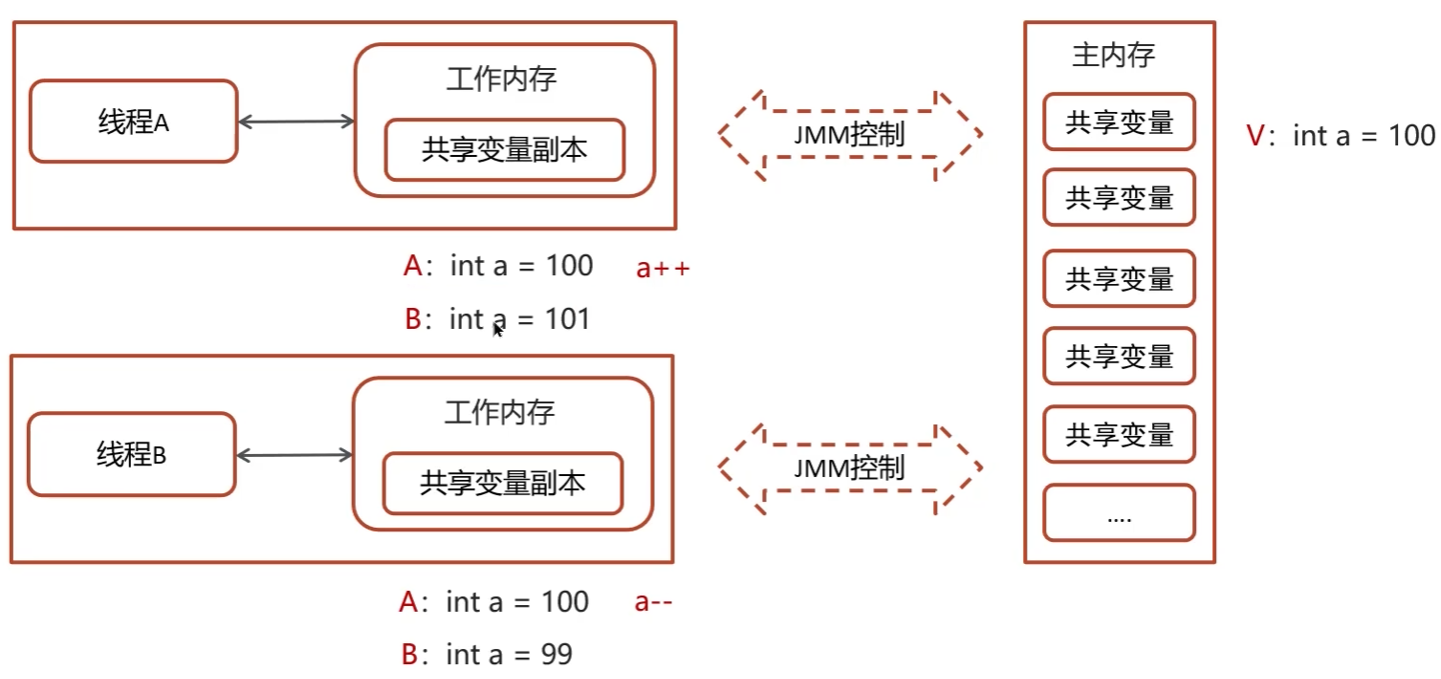 线程A
工作内存
共享变量副本
A: int a = 100 a++
B: int a = 101
线程B
工作内存
共享变量副本
A: int a = 100 a--
B: int a = 99
JMM控制
JMM控制
主内存
共享变量
共享变量
共享变量
共享变量
共享变量
....
V: int a = 100